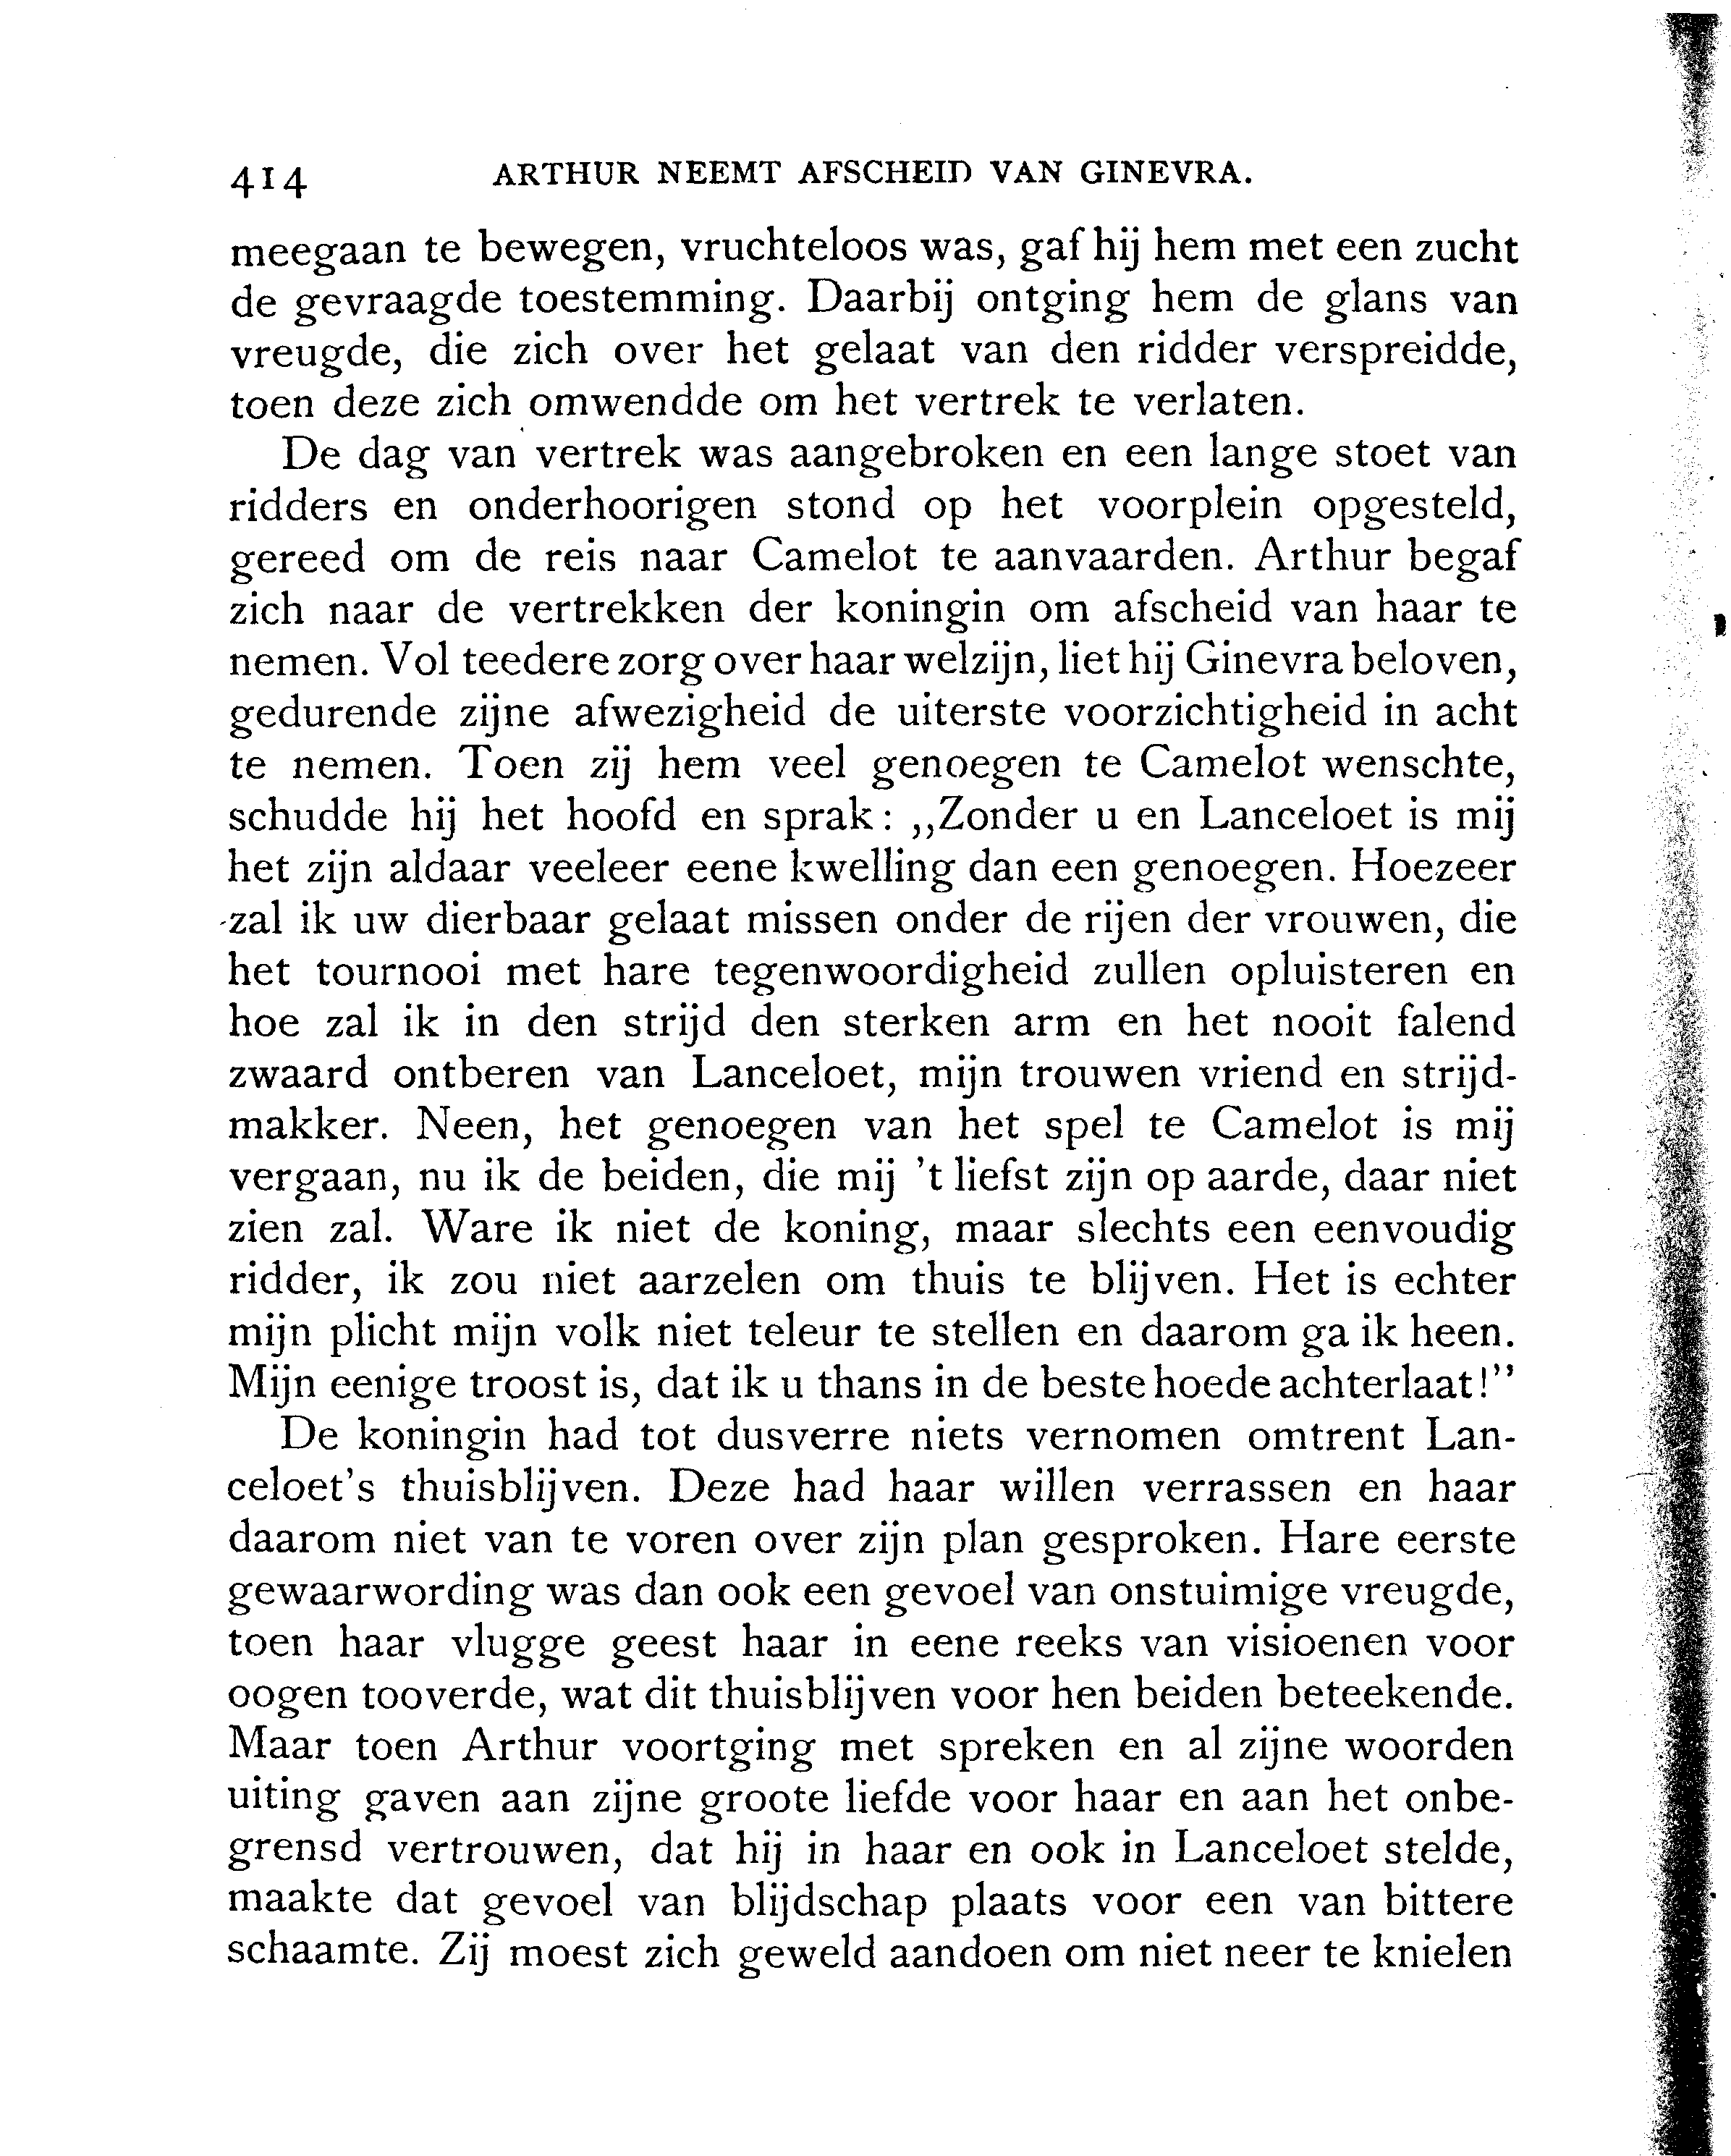 414 ARTHUR NEEMT AFSCHEID VAN GINEVRA.
meegaan te bewegen, vruchteloos was, gaf hij hem met een zucht
de gevraagde toestemming. Daarbij ontging hem de glans van
vreugde, die zich over het gelaat van den ridder verspreidde,
toen deze zich omwendde om het vertrek te verlaten.
De dag van vertrek was aangebroken en een lange stoet van
ridders en onderhoorigen stond op het voorplein opgesteld,
gereed om de reis naar Camelot te aanvaarden. Arthur begaf
zich naar de vertrekken der koningin om afscheid van haar te
nemen. Vol teedere zorg over haar welzijn, liet hij Ginevra beloven,
gedurende zijne afwezigheid de uiterste voorzichtigheid in acht
te nemen. Toen zij hem veel genoegen te Camelot wenschte,
schudde hij het hoofd en sprak: ,,Zonder u en Lanceloet is mij
het zijn aldaar veeleer eene kwelling dan een genoegen. Hoezeer
zal ik uw dierbaar gelaat missen onder de rijen der vrouwen, die
het tournooi met hare tegenwoordigheid zullen opluisteren en
hoe zal ik in den strijd den sterken arm en het nooit falend
zwaard ontberen van Lanceloet, mijn trouwen vriend en strijd-
makker. Neen, het genoegen van het spel te Camelot is mij
vergaan, nu ik de beiden, die mij 't liefst zijn op aarde, daar niet
zien zal. Ware ik niet de koning, maar slechts een eenvoudig
ridder, ik zou niet aarzelen om thuis te blijven. Het is echter
mijn plicht mijn volk niet teleur te stellen en daarom ga ik heen.
Mijn eenige troost is, dat ik u thans in de beste hoede achterlaat!"
De koningin had tot dusverre niets vernomen omtrent Lan-
celoet's thuisblijven. Deze had haar willen verrassen en haar
daarom niet van te voren over zijn plan gesproken. Hare eerste
gewaarwording was dan ook een gevoel van onstuimige vreugde,
toen haar vlugge geest haar in eene reeks van visioenen voor
oogen tooverde, wat dit thuisblijven voor hen beiden beteekende.
Maar toen Arthur voortging met spreken en al zijne woorden
uiting gaven aan zijne groote liefde voor haar en aan het onbe-
grensd vertrouwen, dat hij in haar en ook in Lanceloet stelde,
maakte dat gevoel van blijdschap plaats voor een van bittere
schaamte. Zij moest zich geweld aandoen om niet neer te knielen